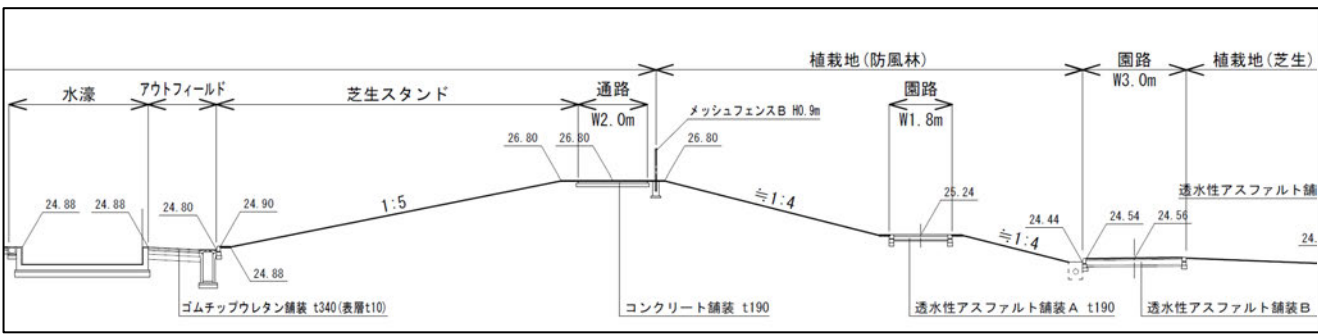 植栽地(防風林)
園路
植栽地(芝生)
W3.0m
水濠
アウトフィールド
芝生スタンド
通路
W2.0m
メッシュフェンスB H0.9m
園路
W1.8m
26.80
26.80
26.80
1:5
≒1:4
≒1:4
透水性アスファルト舗
24.88
24.88
24.80
24.90
25.24
24.44
24.54
24.56
24.
24.88
ゴムチップウレタン舗装 t340(表層t10)
コンクリート舗装 t190
透水性アスファルト舗装A t190
透水性アスファルト舗装B